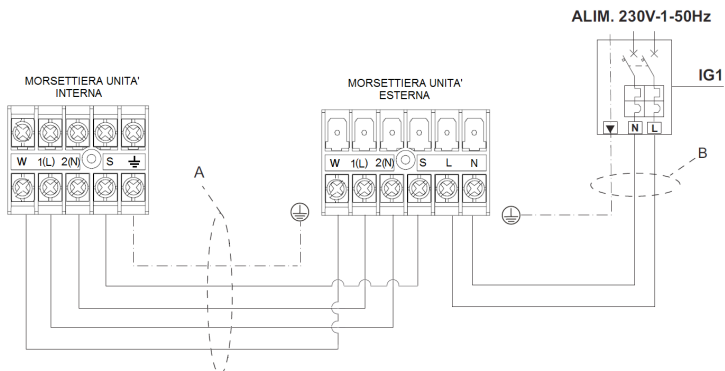 ALIM. 230V-1-50Hz
IG1
MORSETTIERA UNITA'
INTERNA
MORSETTIERA UNITA'
ESTERNA
N L
W 1(L) 2(N) S
W 1(L) 2(N) S L N
A
B